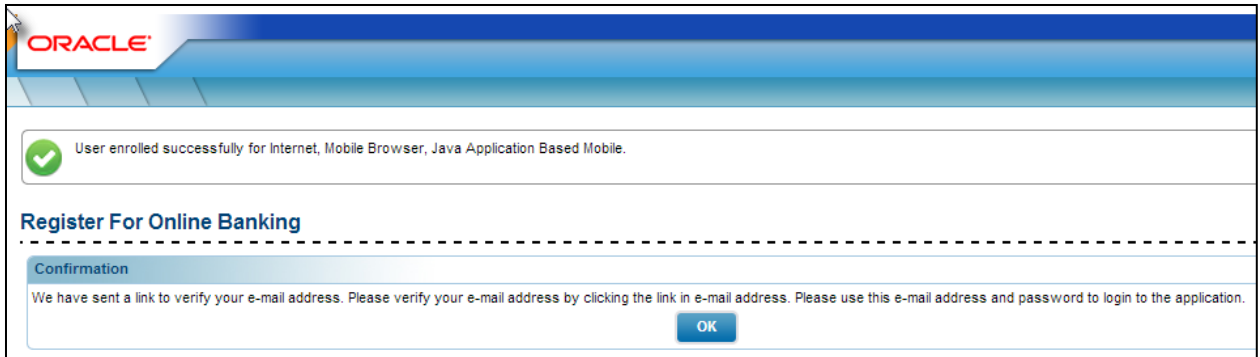 ORACLE
User enrolled successfully for Internet, Mobile Browser, Java Application Based Mobile.
Register For Online Banking
Confirmation
We have sent a link to verify your e-mail address. Please verify your e-mail address by clicking the link in e-mail address. Please use this e-mail address and password to login to the application.
OK